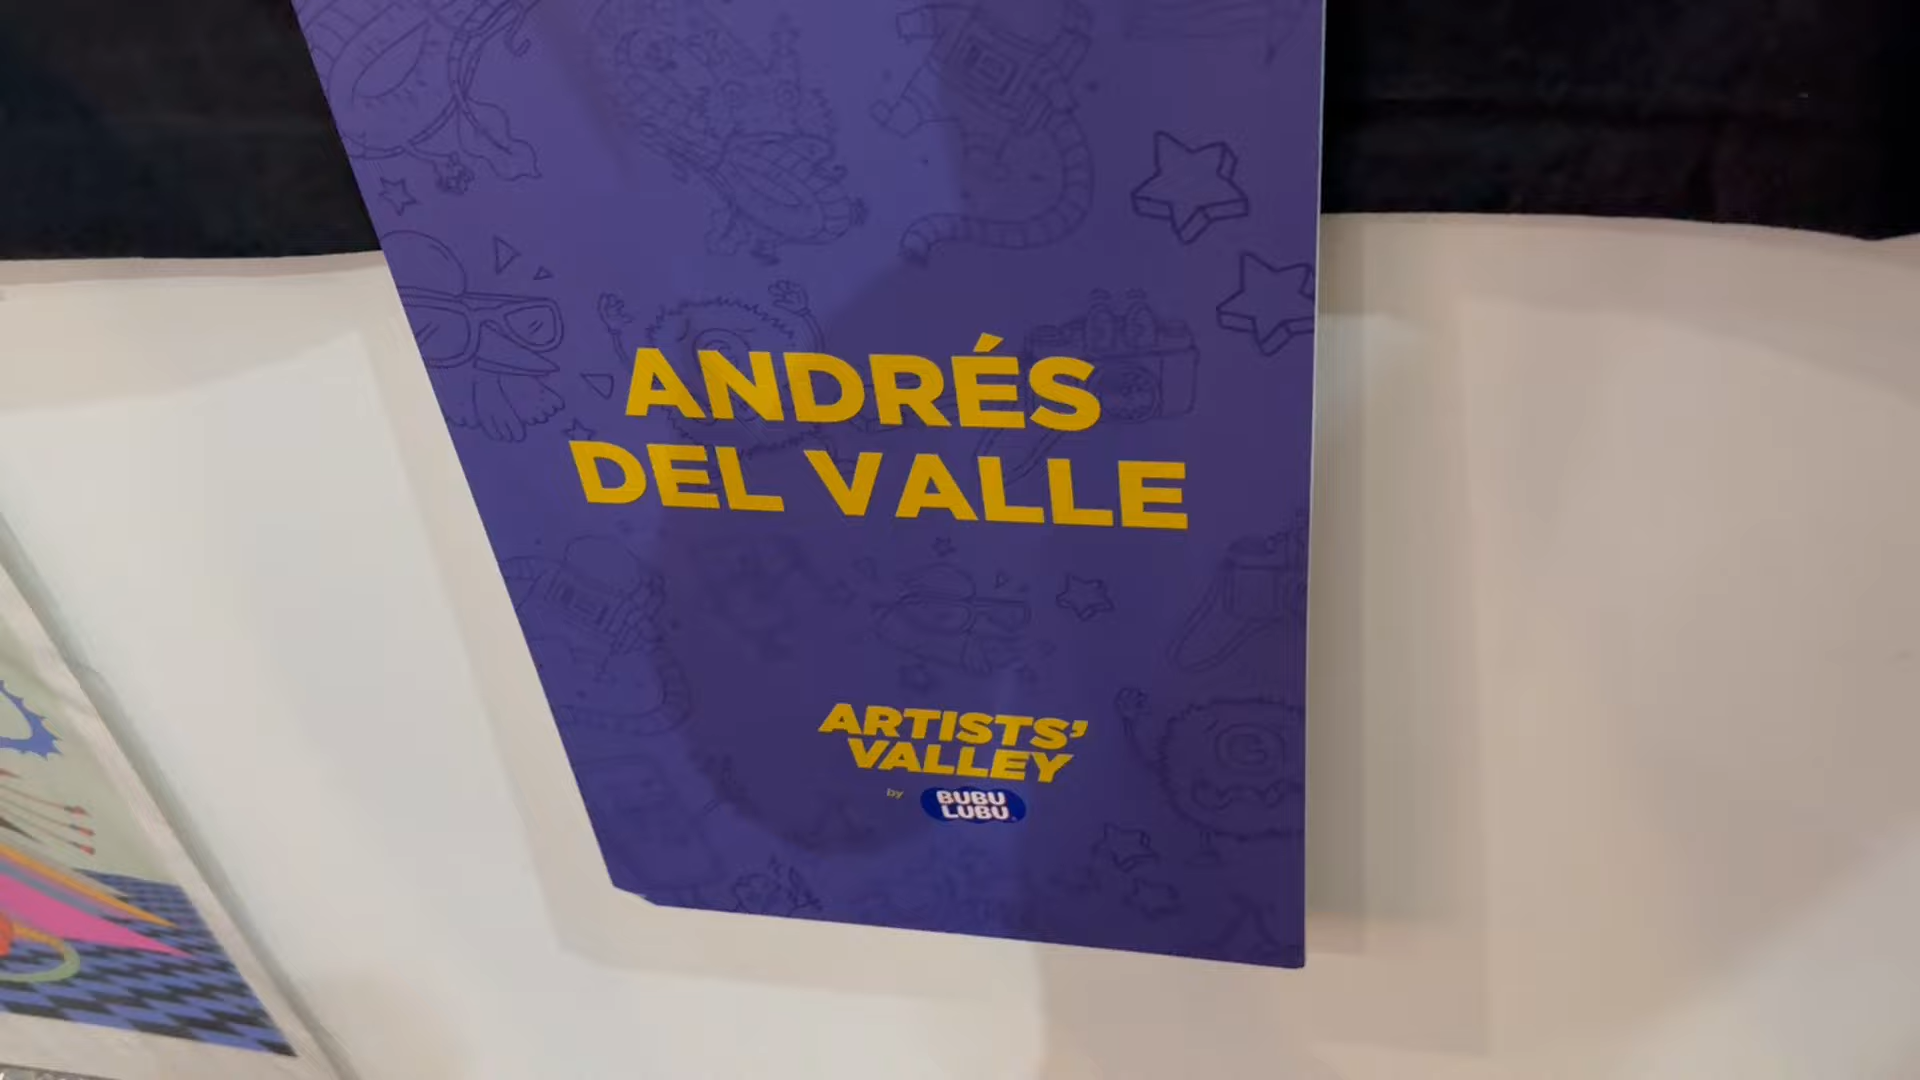 ANDRÉS
DEL VALLE
ARTISTS'
VALLEY
by BUBU
LUBU